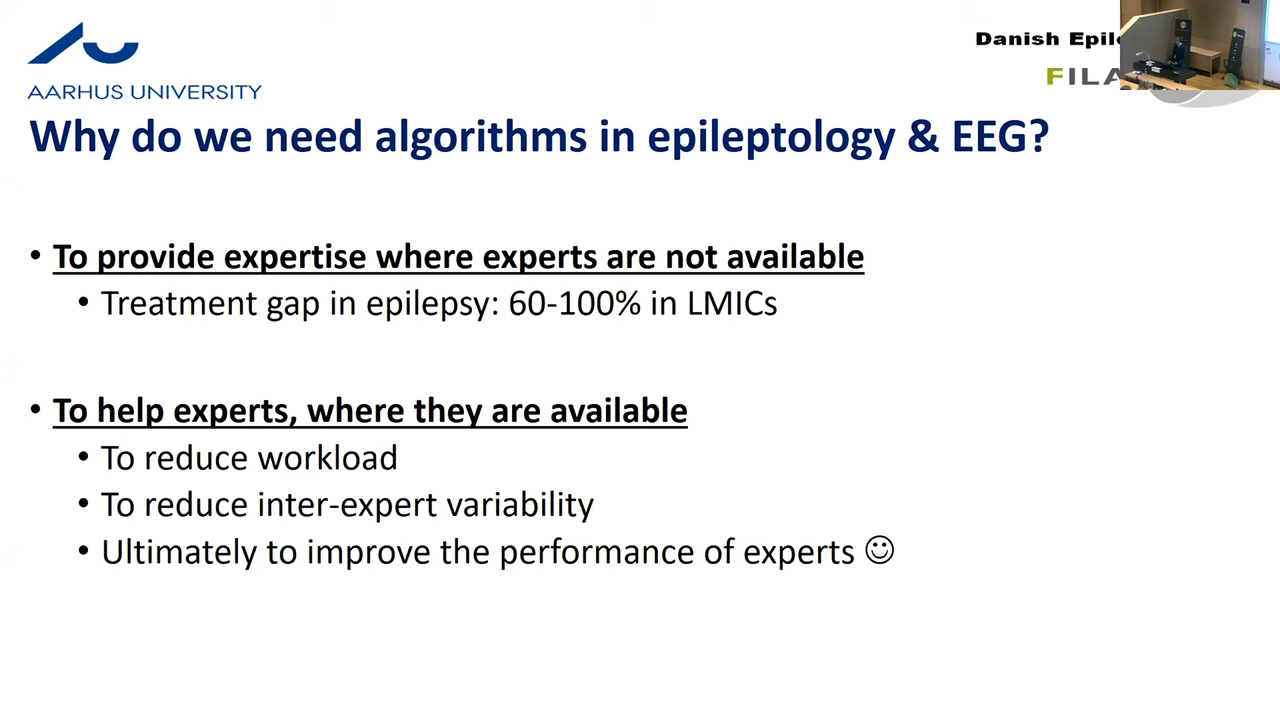 AARHUS UNIVERSITY
Danish
Why do we need algorithms in epileptology & EEG?
• To provide expertise where experts are not available
• Treatment gap in epilepsy: 60-100% in LMICs
• To help experts, where they are available
• To reduce workload
• To reduce inter-expert variability
• Ultimately to improve the performance of experts ☺